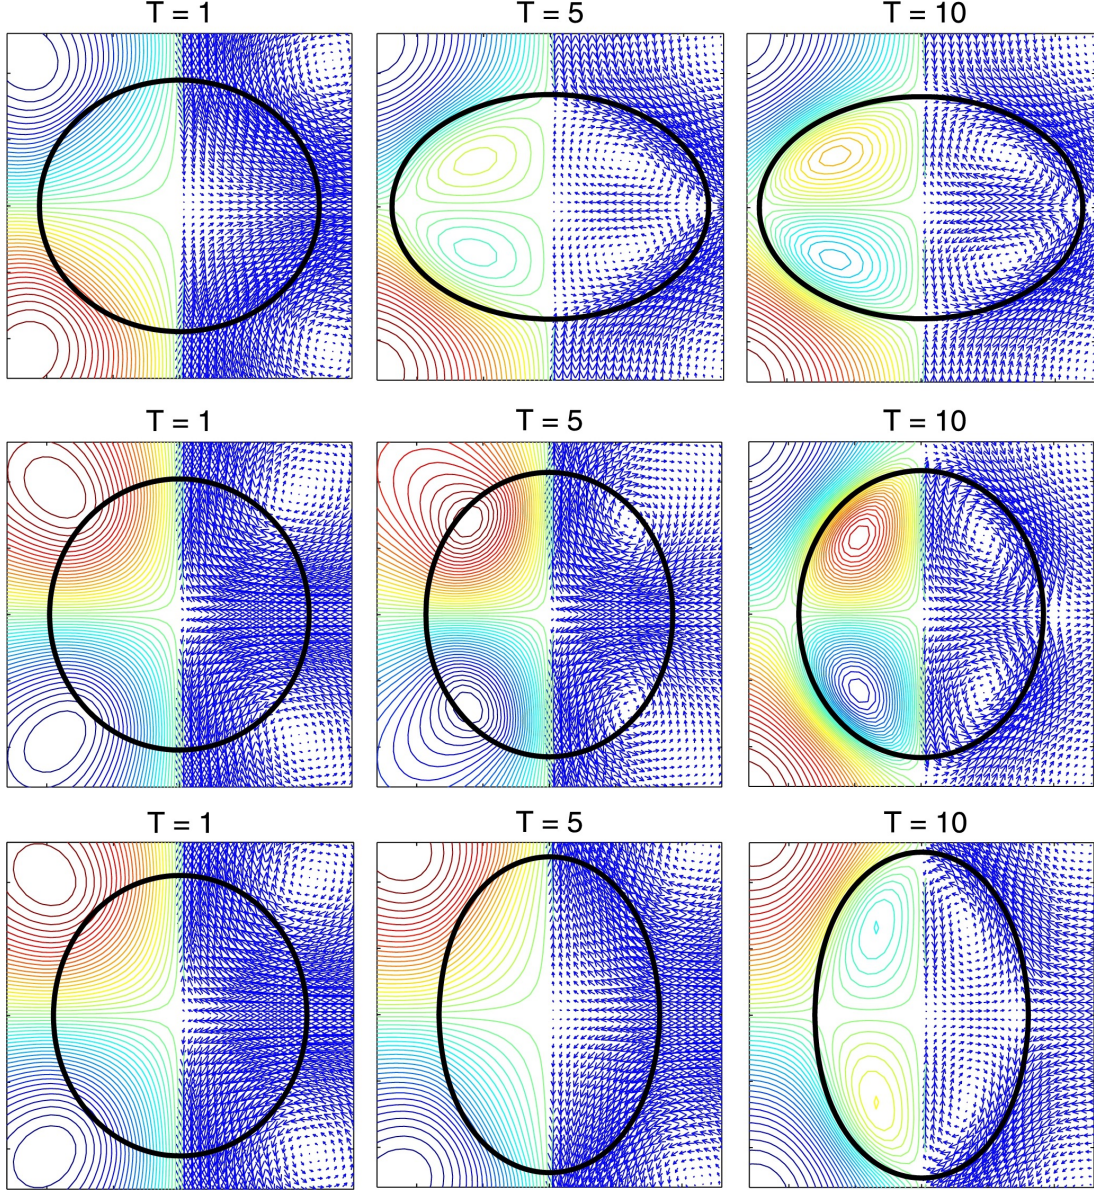 T = 1 T = 5 T = 10
T = 1 T = 5 T = 10
T = 1 T = 5 T = 10